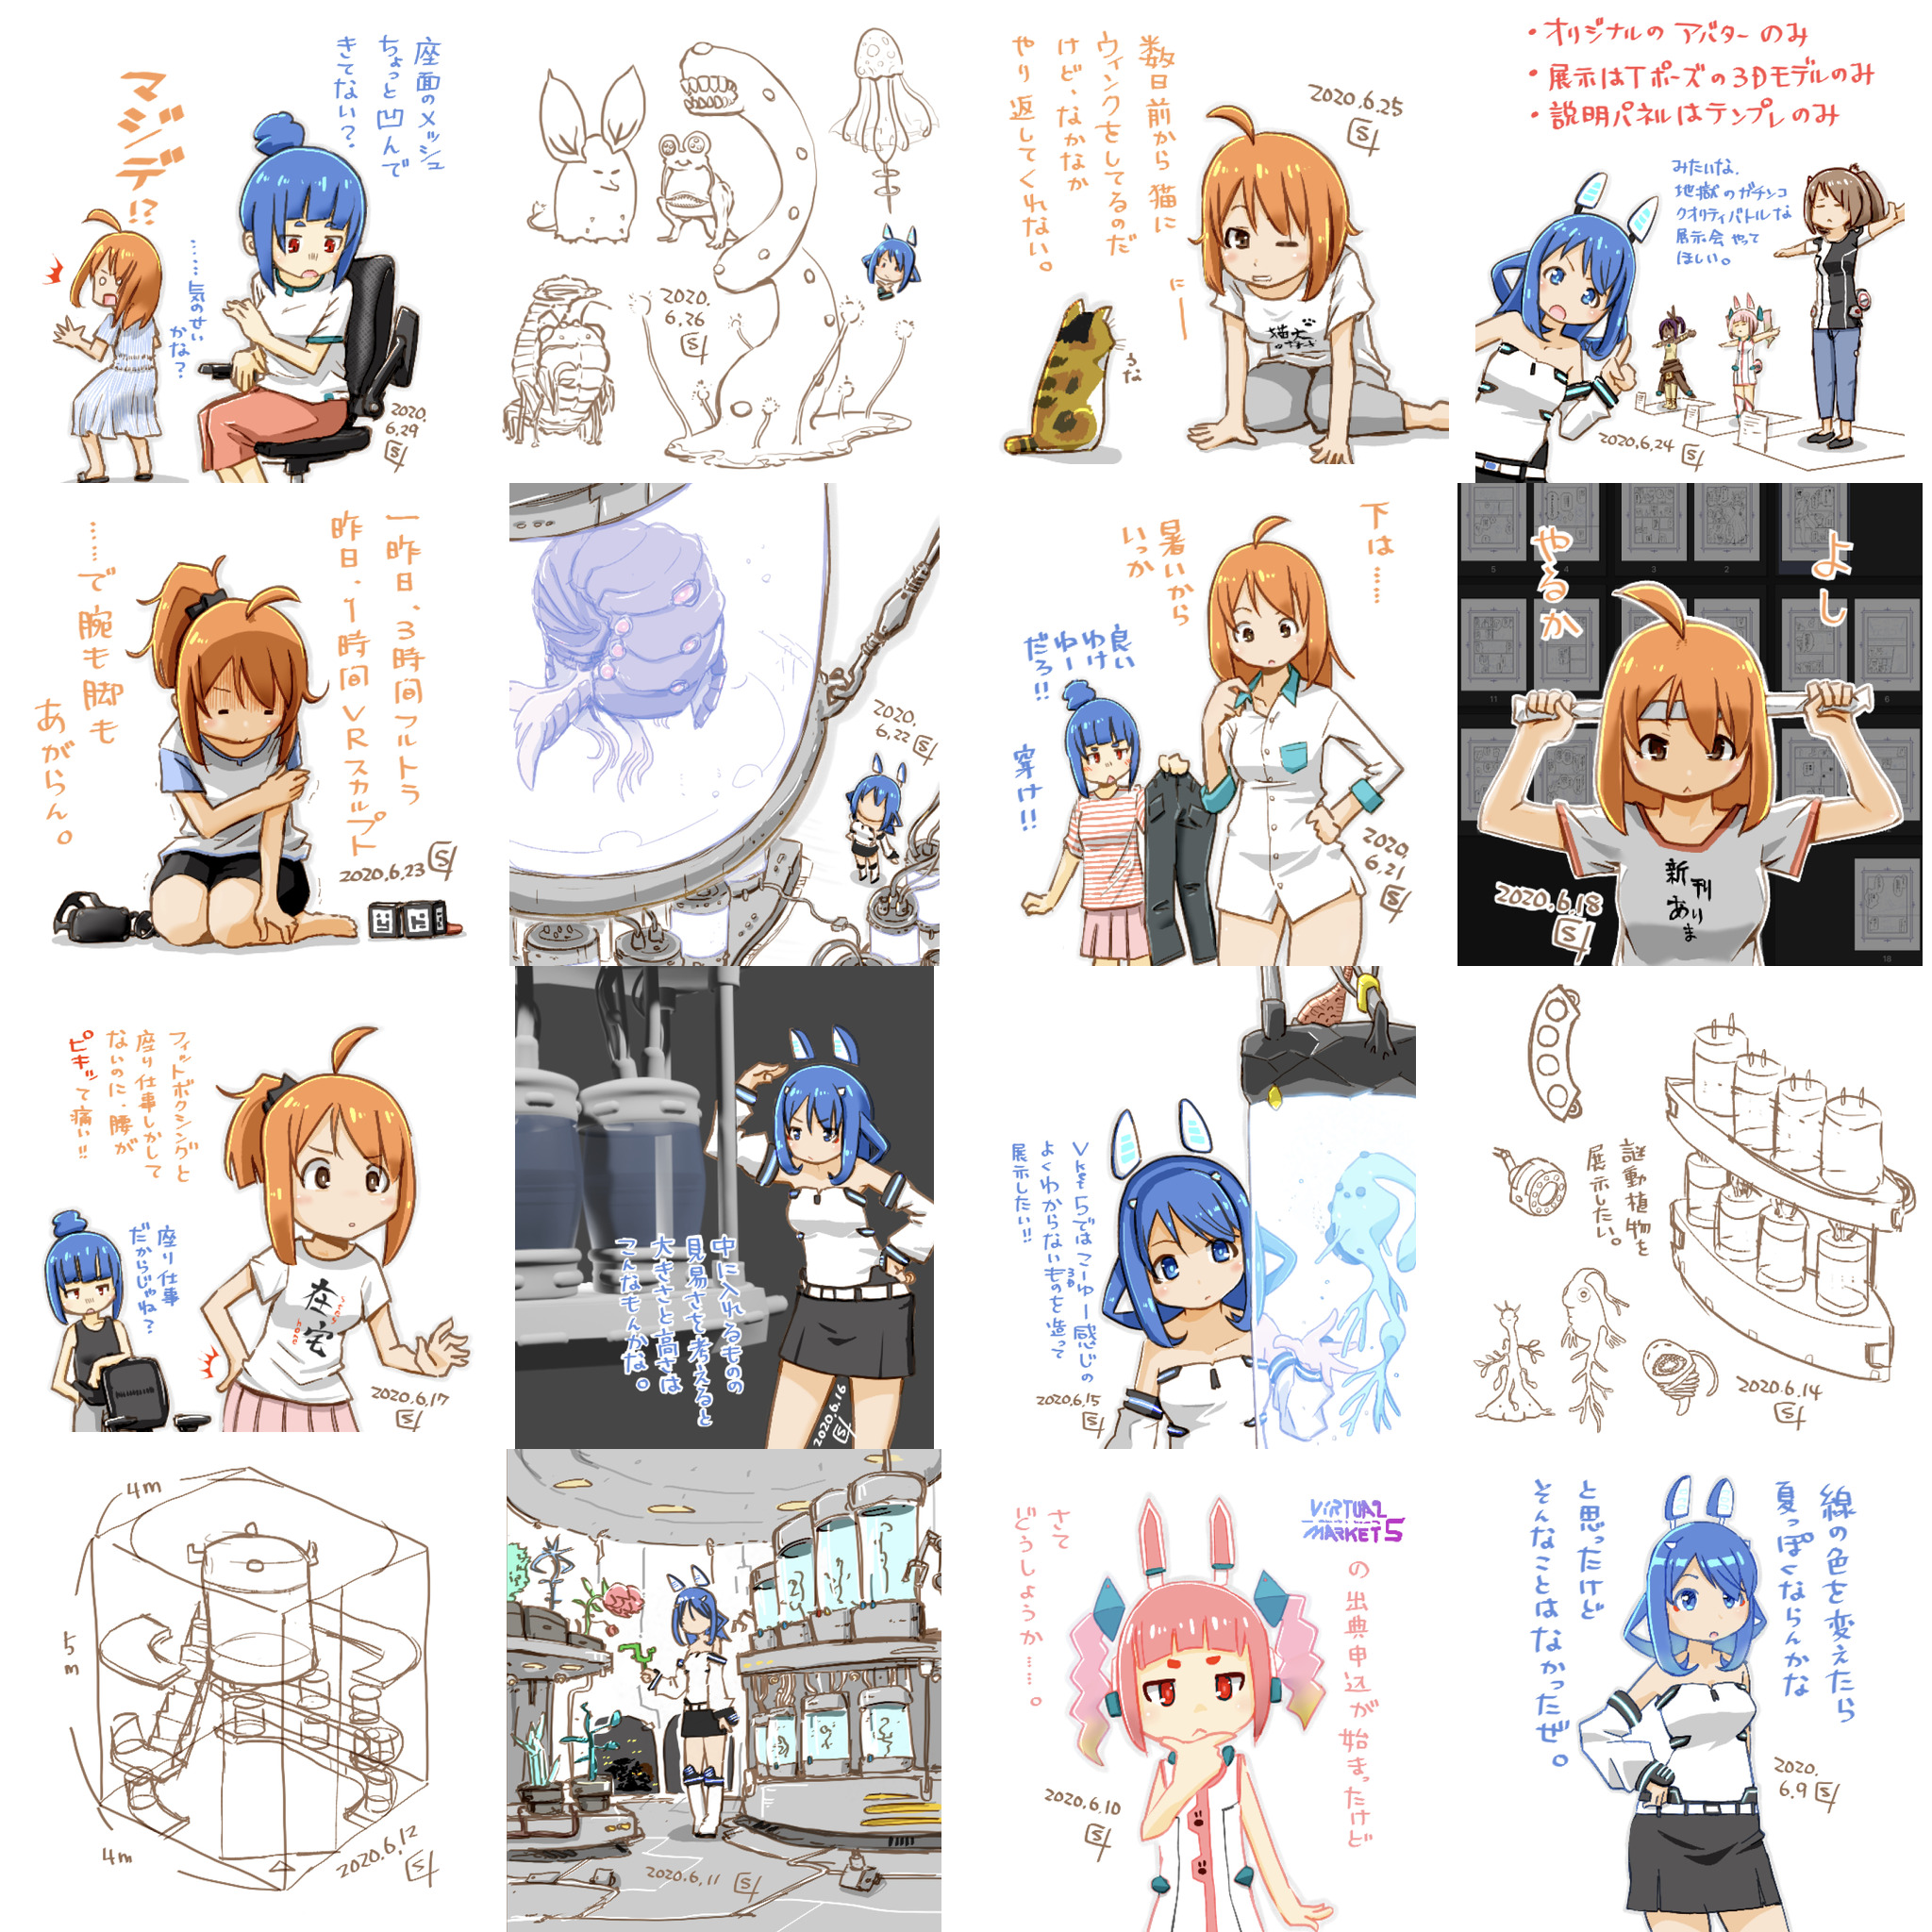 座面のメッシュ
ちょっと凹んで
きてない?
マジデ!?
……気のせい
かな?
2020.
6.29
2020.
6.26
数日前から猫に
ウィンクをしてるのだ
けど、なかなか
やり返してくれない。
にー
うな
猫犬
2020.6.25
・オリジナルのアバターのみ
・展示はTポーズの3Dモデルのみ
・説明パネルはテンプレのみ
みたいな、
地獄のガチンコ
クオリティバトルな
展示会やって
ほしい。
2020.6.24
一昨日、3時間フルトラ
昨日、1時間VRスカルプト
……で腕も脚も
あがらん。
2020.6.23
2020.
6.22
下は……
暑いから
いっか
良い
わけ
ねー
だろ!!
穿け!!
2020.
6.21
よし
やるか
5
4
3
2
11
6
18
新刊
あり
ま
2020.6.18
フィットボクシングと
座り仕事しかして
ないのに、腰が
ピキッて痛い!!
座り仕事
だからじゃね?
在宅
2020.6.17
中に入れるものの
見易さを考えると
大きさと高さは
こんなもんかな。
2020.6.16
Vket5ではこーゆー感じの
よくわからないものを造って
展示したい!!
2020.6.15
謎動植物を
展示したい。
2020.6.14
4m
5m
4m
2020.6.12
2020.6.11
VIRTUAL
MARKET5
の出典申込が始まったけど
さて
どうしようか……。
2020.6.10
線の色を変えたら
夏っぽくならんかな
と思ったけど
そんなことはなかったぜ。
2020.
6.9